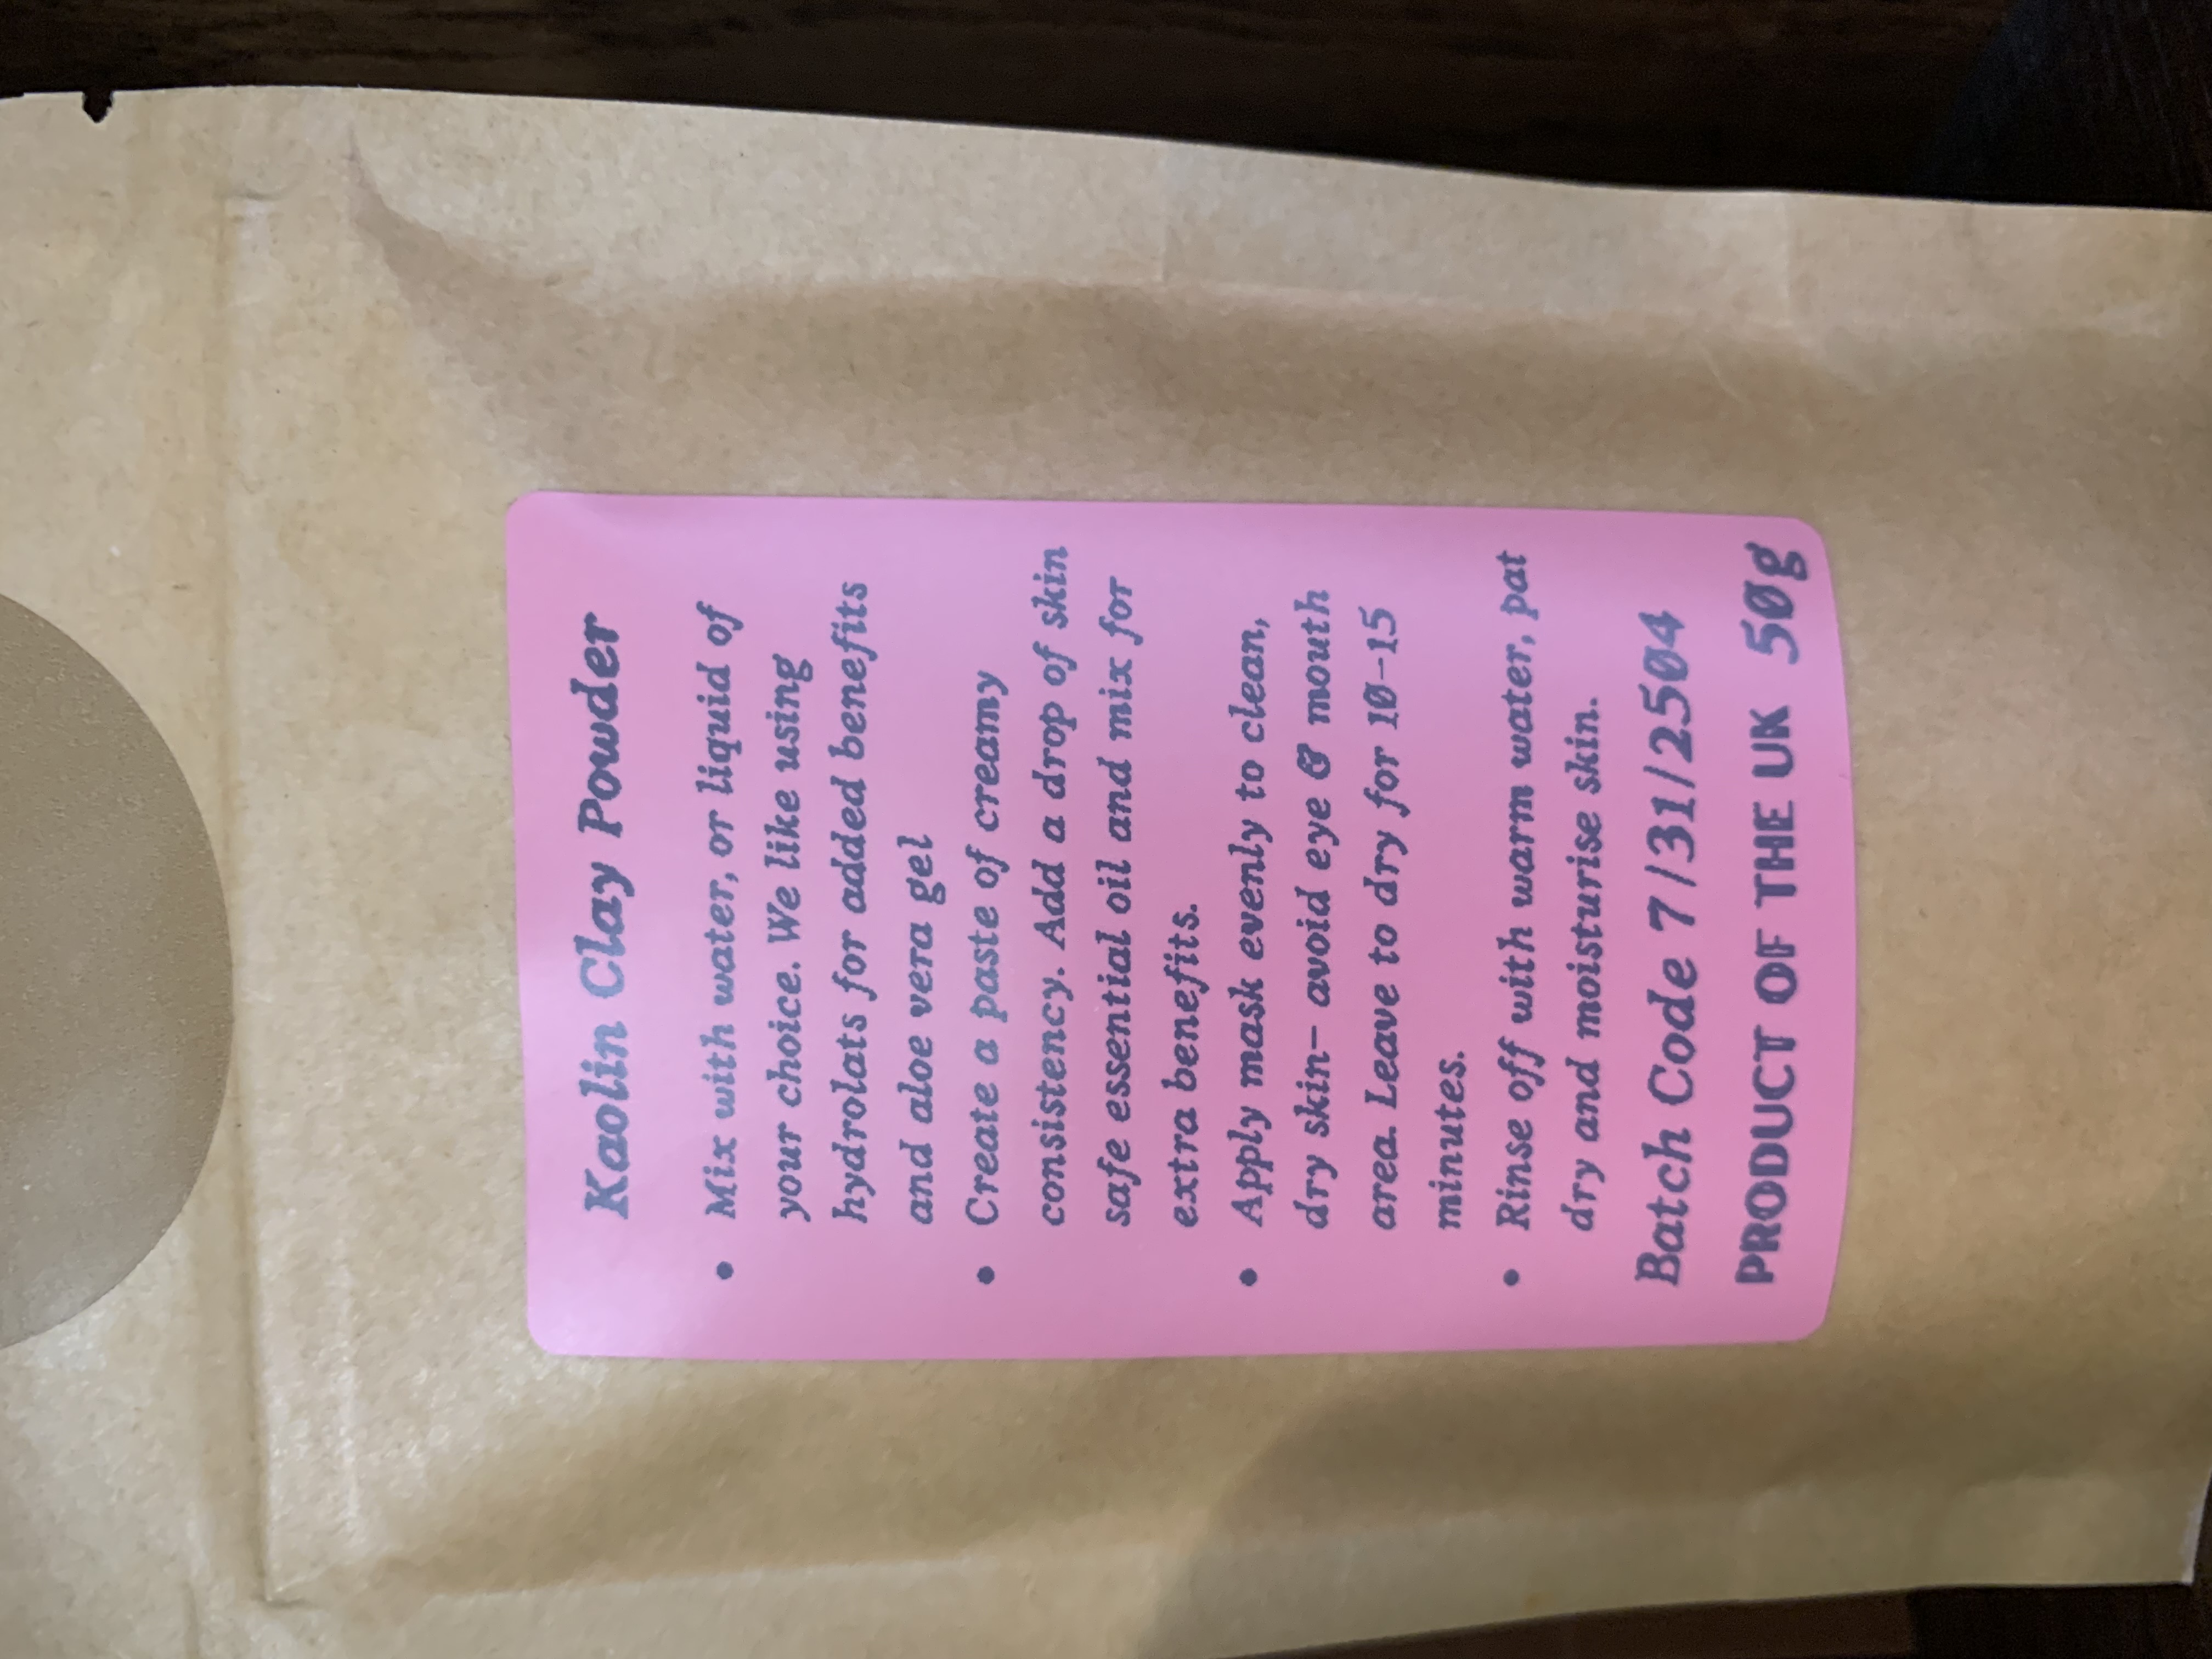 Kaolin Clay Powder
• Mix with water, or liquid of
your choice. We like using
hydrolats for added benefits
and aloe vera gel
• Create a paste of creamy
consistency. Add a drop of skin
safe essential oil and mix for
extra benefits.
• Apply mask evenly to clean,
dry skin- avoid eye & mouth
area. Leave to dry for 10-15
minutes.
• Rinse off with warm water, pat
dry and moisturise skin.
Batch Code 7/31/2504
PRODUCT OF THE UK 50g